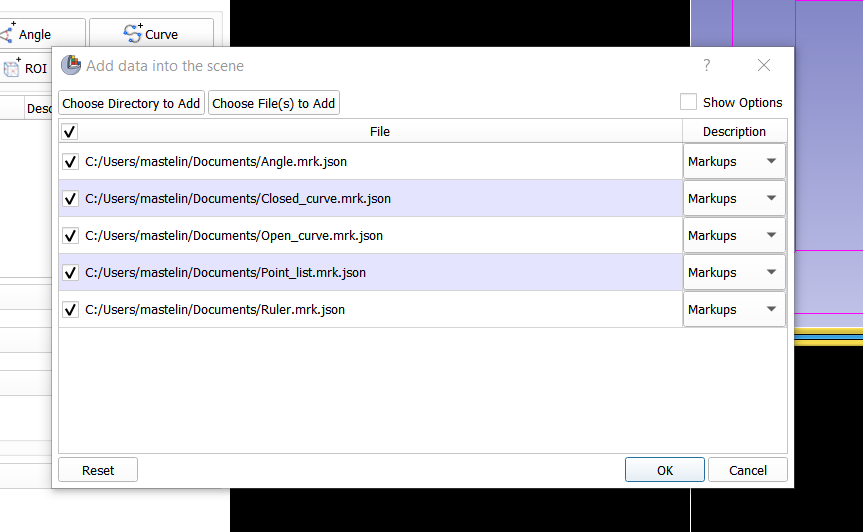 Angle
Curve
ROI
Add data into the scene
?
Choose Directory to Add
Choose File(s) to Add
Show Options
Desc
File
Description
C:/Users/mastelin/Documents/Angle.mrk.json
Markups
C:/Users/mastelin/Documents/Closed_curve.mrk.json
Markups
C:/Users/mastelin/Documents/Open_curve.mrk.json
Markups
C:/Users/mastelin/Documents/Point_list.mrk.json
Markups
C:/Users/mastelin/Documents/Ruler.mrk.json
Markups
Reset
OK
Cancel